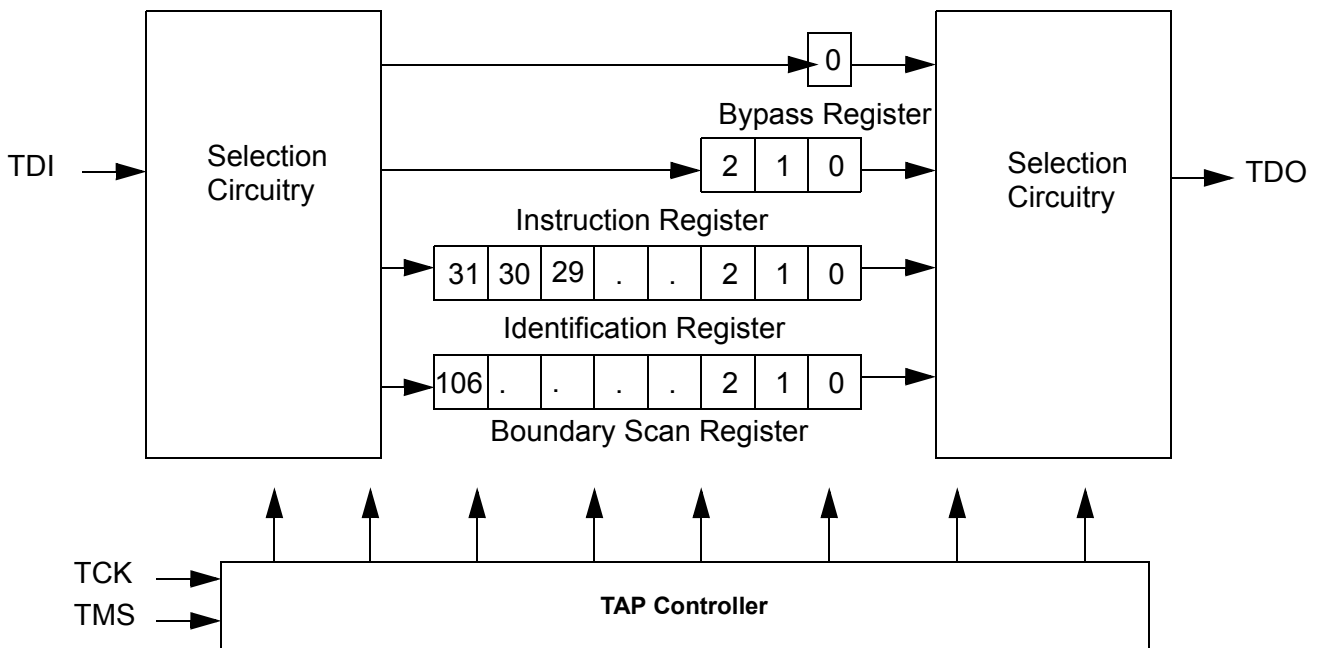 0
Bypass Register
TDI
Selection
Circuitry
2 1 0
Selection
Circuitry
TDO
Instruction Register
31 30 29 . . 2 1 0
Identification Register
106 . . . . 2 1 0
Boundary Scan Register
TCK
TMS
TAP Controller